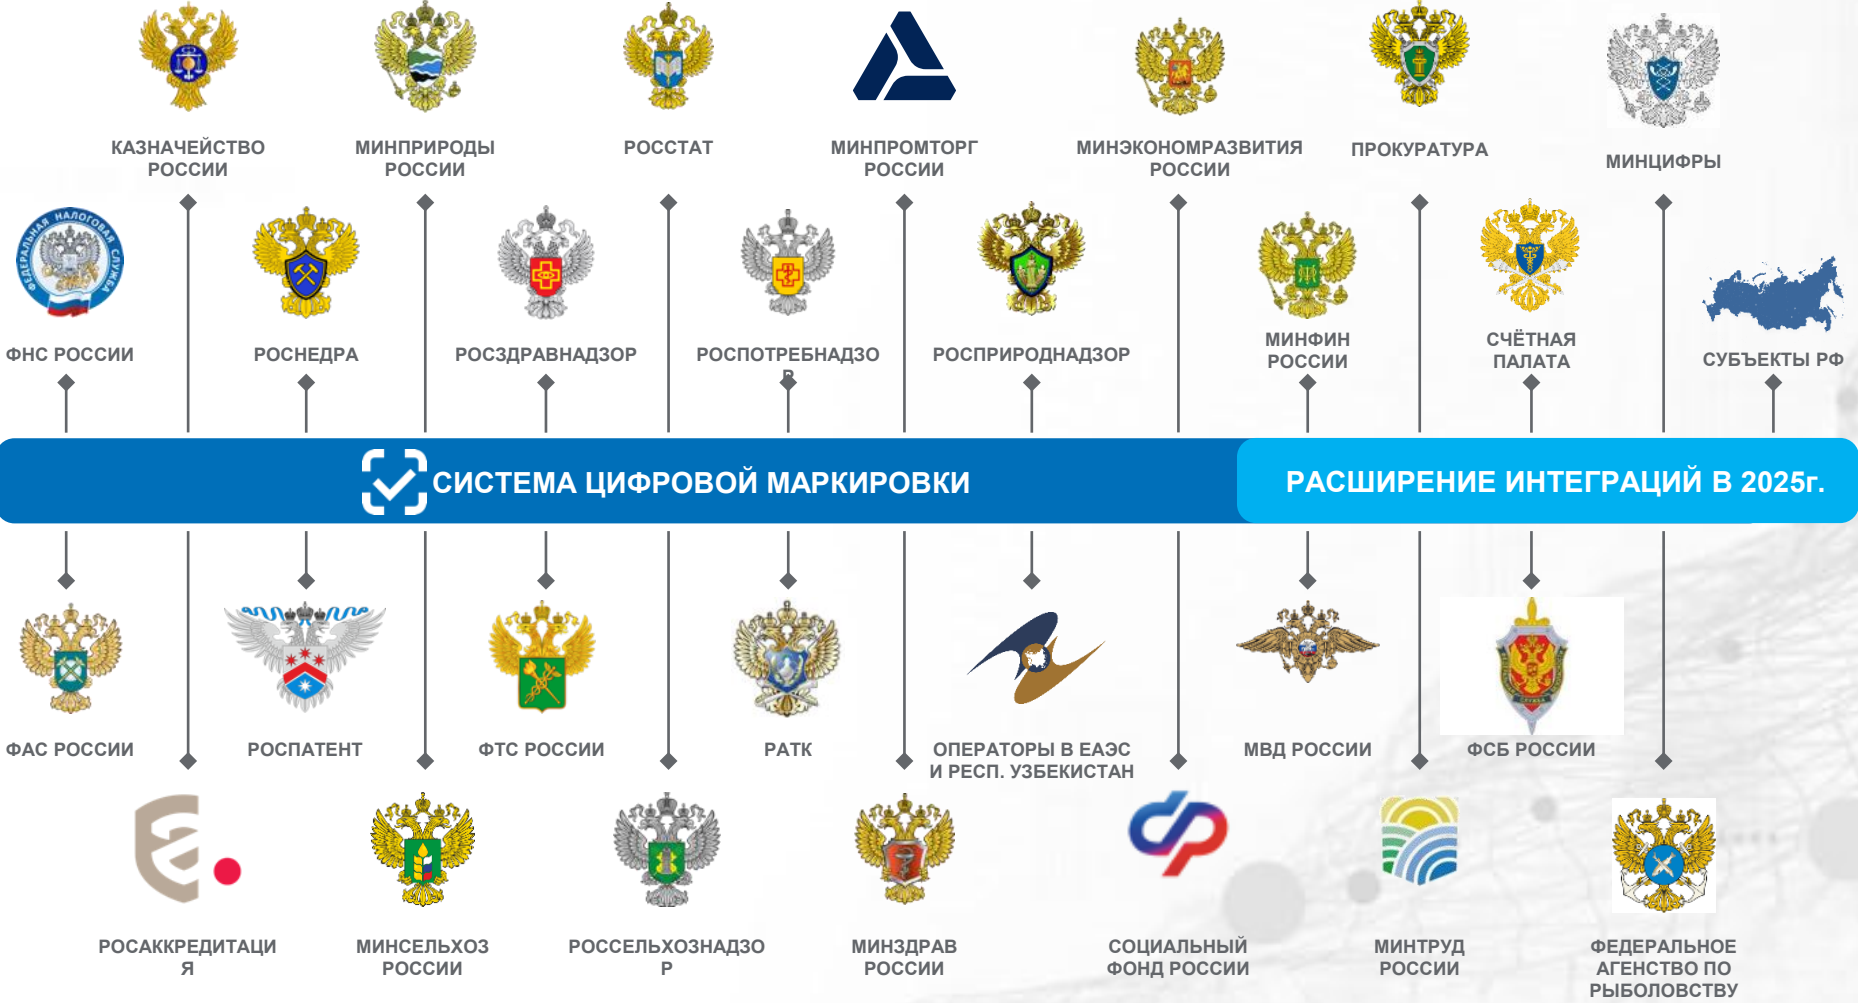 КАЗНАЧЕЙСТВО
РОССИИ
МИНПРИРОДЫ
РОССИИ
РОССТАТ
МИНПРОМТОРГ
РОССИИ
МИНЭКОНОМРАЗВИТИЯ
РОССИИ
ПРОКУРАТУРА
МИНЦИФРЫ
ФЕДЕРАЛЬНАЯ НАЛОГОВАЯ СЛУЖБА
ФНС РОССИИ
РОСНЕДРА
РОСЗДРАВНАДЗОР
РОСПОТРЕБНАДЗО
Р
РОСПРИРОДНАДЗОР
МИНФИН
РОССИИ
СЧЁТНАЯ
ПАЛАТА
СУБЪЕКТЫ РФ
СИСТЕМА ЦИФРОВОЙ МАРКИРОВКИ
РАСШИРЕНИЕ ИНТЕГРАЦИЙ В 2025г.
ФАС РОССИИ
РОСПАТЕНТ
ФТС РОССИИ
РАТК
ОПЕРАТОРЫ В ЕАЭС
И РЕСП. УЗБЕКИСТАН
МВД РОССИИ
ФСБ РОССИИ
РОСАККРЕДИТАЦИ
Я
МИНСЕЛЬХОЗ
РОССИИ
РОССЕЛЬХОЗНАДЗО
Р
МИНЗДРАВ
РОССИИ
СОЦИАЛЬНЫЙ
ФОНД РОССИИ
МИНТРУД
РОССИИ
ФЕДЕРАЛЬНОЕ
АГЕНСТВО ПО
РЫБОЛОВСТВУ